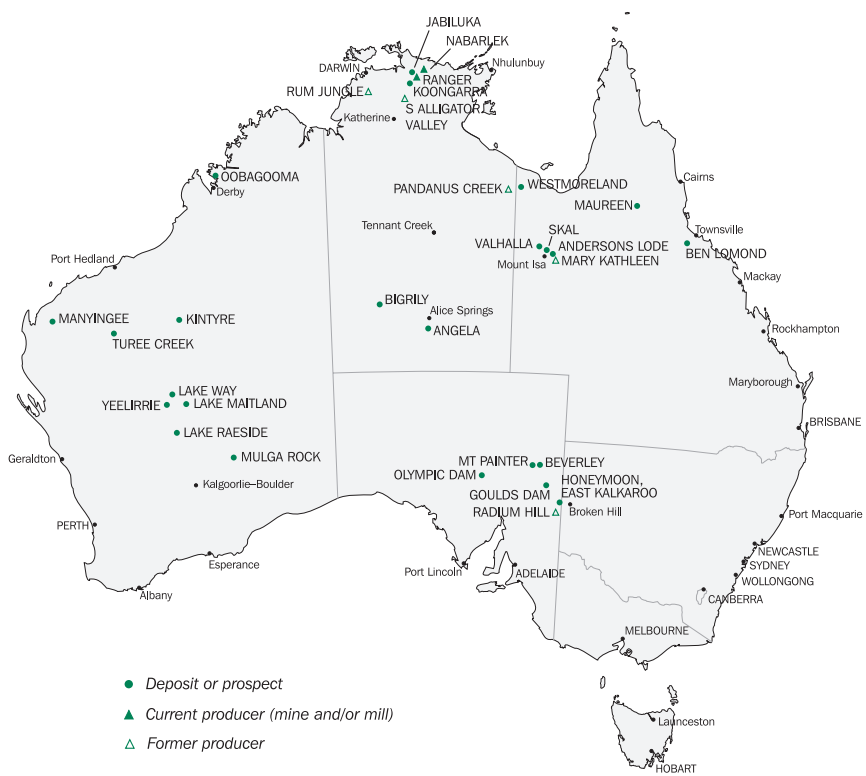 JABILUKA
NABARLEK
DARWIN
Nhulunbuy
RANGER
RUM JUNGLE
KOONGARRA
S ALLIGATOR
VALLEY
Katherine
OOBAGOOMA
Derby
PANDANUS CREEK
WESTMORELAND
Cairns
MAUREEN
Tennant Creek
SKAL
Townsville
VALHALLA
ANDERSONS LODE
BEN LOMOND
Mount Isa
MARY KATHLEEN
Port Hedland
Mackay
BIGRILY
Alice Springs
MANYINGEE
KINTYRE
ANGELA
Rockhampton
TUREE CREEK
Maryborough
LAKE WAY
YEELIRRIE
LAKE MAITLAND
BRISBANE
LAKE RAESIDE
Geraldton
MULGA ROCK
MT PAINTER
BEVERLEY
OLYMPIC DAM
HONEYMOON,
Kalgoorlie–Boulder
GOULDS DAM
EAST KALKAROO
RADIUM HILL
Broken Hill
Port Macquarie
PERTH
Esperance
NEWCASTLE
SYDNEY
Port Lincoln
ADELAIDE
WOLLONGONG
Albany
CANBERRA
MELBOURNE
Deposit or prospect
Current producer (mine and/or mill)
Launceston
Former producer
HOBART